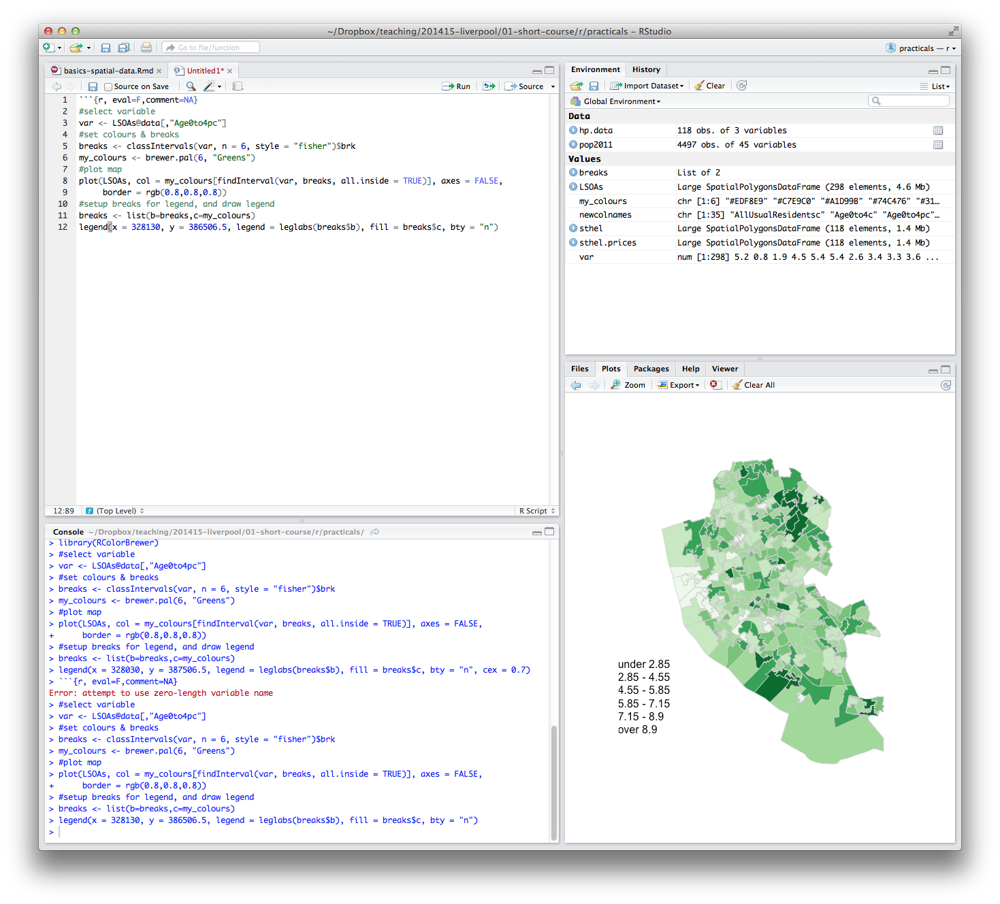 ~/Dropbox/teaching/201415-liverpool/01-short-course/r/practicals – RStudio
Go to file/function
practicals — r
basics-spatial-data.Rmd
Untitled1*
Source on Save
Run
Source
1 ```{r, eval=F,comment=NA}
2 #select variable
3 var <- LSOAs@data[,"Age0to4pc"]
4 #set colours & breaks
5 breaks <- classIntervals(var, n = 6, style = "fisher")$brk
6 my_colours <- brewer.pal(6, "Greens")
7 #plot map
8 plot(LSOAs, col = my_colours[findInterval(var, breaks, all.inside = TRUE)], axes = FALSE,
9 border = rgb(0.8,0.8,0.8))
10 #setup breaks for legend, and draw legend
11 breaks <- list(b=breaks,c=my_colours)
12 legend(x = 328130, y = 386506.5, legend = leglabs(breaks$b), fill = breaks$c, bty = "n")
12:89
(Top Level)
R Script
Console ~/Dropbox/teaching/201415-liverpool/01-short-course/r/practicals/
> library(RColorBrewer)
> #select variable
> var <- LSOAs@data[,"Age0to4pc"]
> #set colours & breaks
> breaks <- classIntervals(var, n = 6, style = "fisher")$brk
> my_colours <- brewer.pal(6, "Greens")
> #plot map
> plot(LSOAs, col = my_colours[findInterval(var, breaks, all.inside = TRUE)], axes = FALSE,
+ border = rgb(0.8,0.8,0.8))
> #setup breaks for legend, and draw legend
> breaks <- list(b=breaks,c=my_colours)
> legend(x = 328030, y = 387506.5, legend = leglabs(breaks$b), fill = breaks$c, bty = "n", cex = 0.7)
> ```{r, eval=F,comment=NA}
Error: attempt to use zero-length variable name
> #select variable
> var <- LSOAs@data[,"Age0to4pc"]
> #set colours & breaks
> breaks <- classIntervals(var, n = 6, style = "fisher")$brk
> my_colours <- brewer.pal(6, "Greens")
> #plot map
> plot(LSOAs, col = my_colours[findInterval(var, breaks, all.inside = TRUE)], axes = FALSE,
+ border = rgb(0.8,0.8,0.8))
> #setup breaks for legend, and draw legend
> breaks <- list(b=breaks,c=my_colours)
> legend(x = 328130, y = 386506.5, legend = leglabs(breaks$b), fill = breaks$c, bty = "n")
>
Environment History
Import Dataset Clear List
Global Environment
Data
hp.data 118 obs. of 3 variables
pop2011 4497 obs. of 45 variables
Values
breaks List of 2
LSOAs Large SpatialPolygonsDataFrame (298 elements, 4.6 Mb)
my_colours chr [1:6] "#EDF8E9" "#C7E9C0" "#A1D99B" "#74C476" "#31...
newcolnames chr [1:35] "AllUsualResidentsc" "Age0to4c" "Age0to4pc"...
sthel Large SpatialPolygonsDataFrame (118 elements, 1.4 Mb)
sthel.prices Large SpatialPolygonsDataFrame (118 elements, 1.4 Mb)
var num [1:298] 5.2 0.8 1.9 4.5 5.4 5.4 2.6 3.4 3.3 3.6 ...
Files Plots Packages Help Viewer
Zoom Export Clear All
under 2.85
2.85 - 4.55
4.55 - 5.85
5.85 - 7.15
7.15 - 8.9
over 8.9